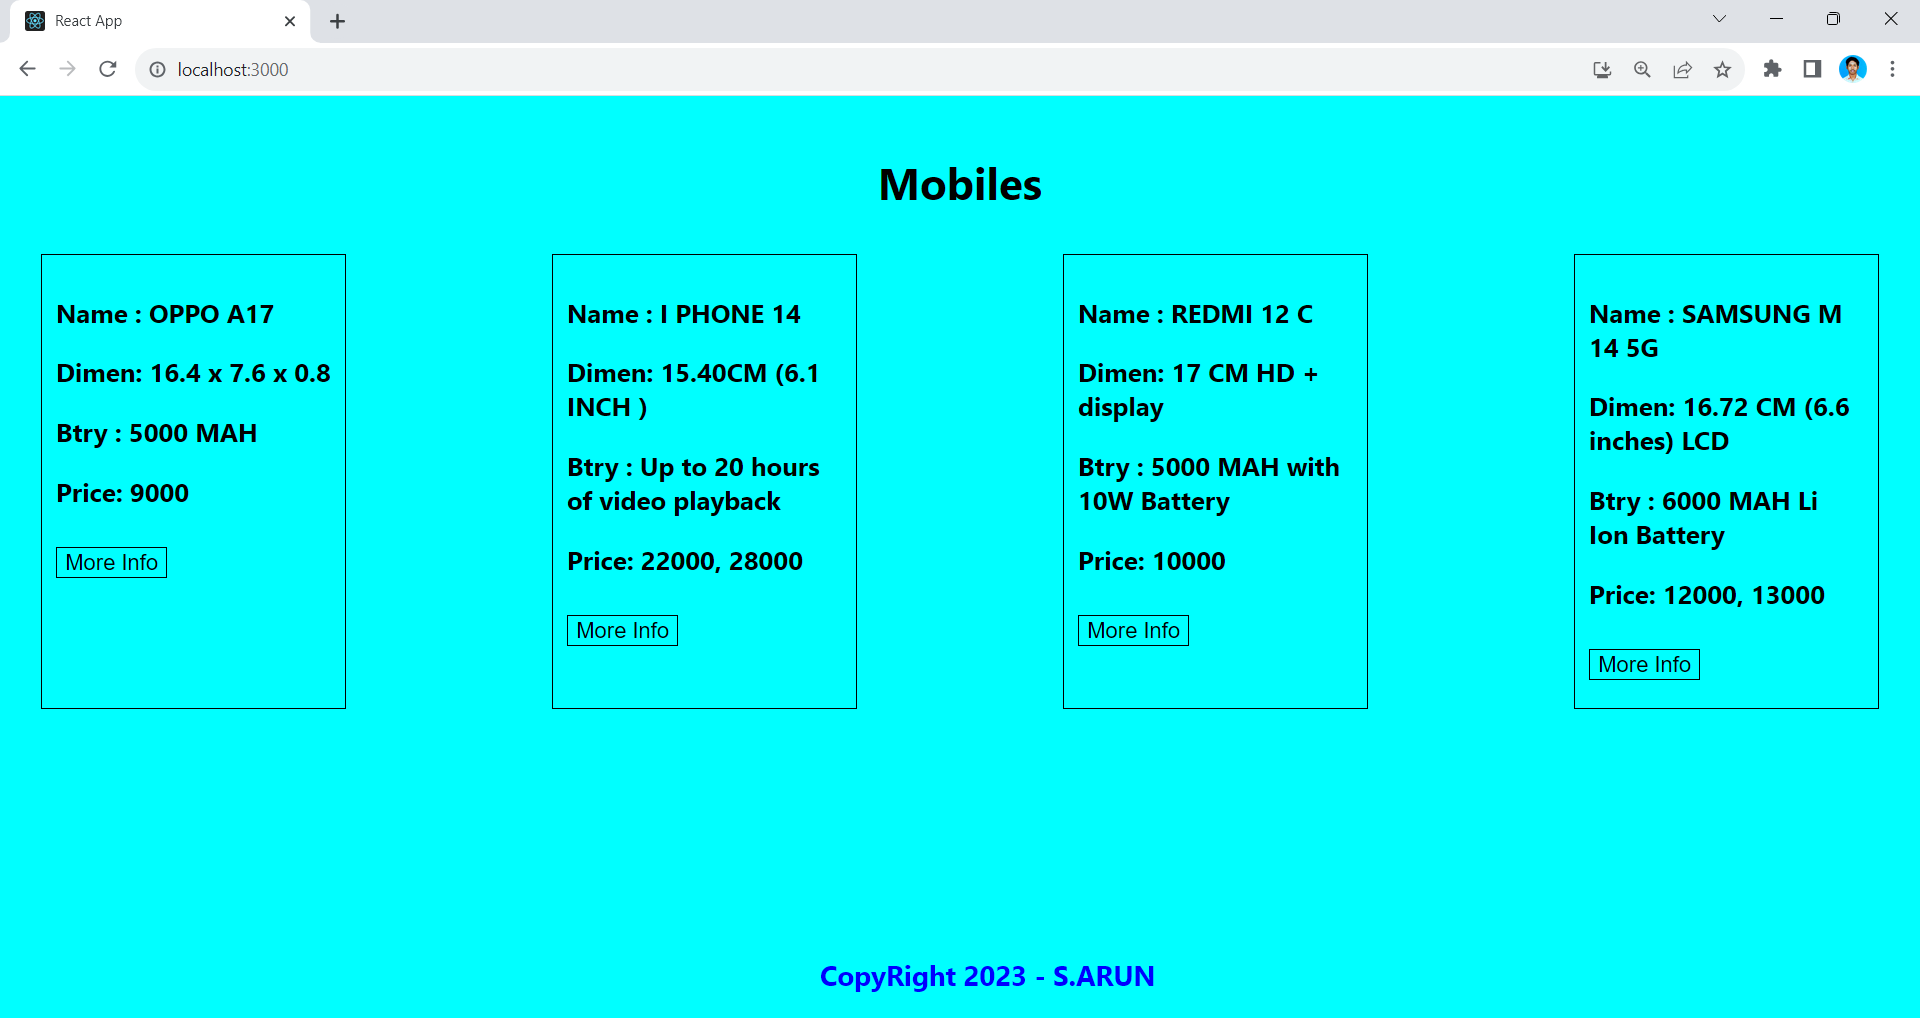 React App
localhost:3000
Mobiles
Name : OPPO A17
Dimen: 16.4 x 7.6 x 0.8
Btry : 5000 MAH
Price: 9000
More Info
Name : I PHONE 14
Dimen: 15.40CM (6.1
INCH )
Btry : Up to 20 hours
of video playback
Price: 22000, 28000
More Info
Name : REDMI 12 C
Dimen: 17 CM HD +
display
Btry : 5000 MAH with
10W Battery
Price: 10000
More Info
Name : SAMSUNG M
14 5G
Dimen: 16.72 CM (6.6
inches) LCD
Btry : 6000 MAH Li
Ion Battery
Price: 12000, 13000
More Info
CopyRight 2023 - S.ARUN